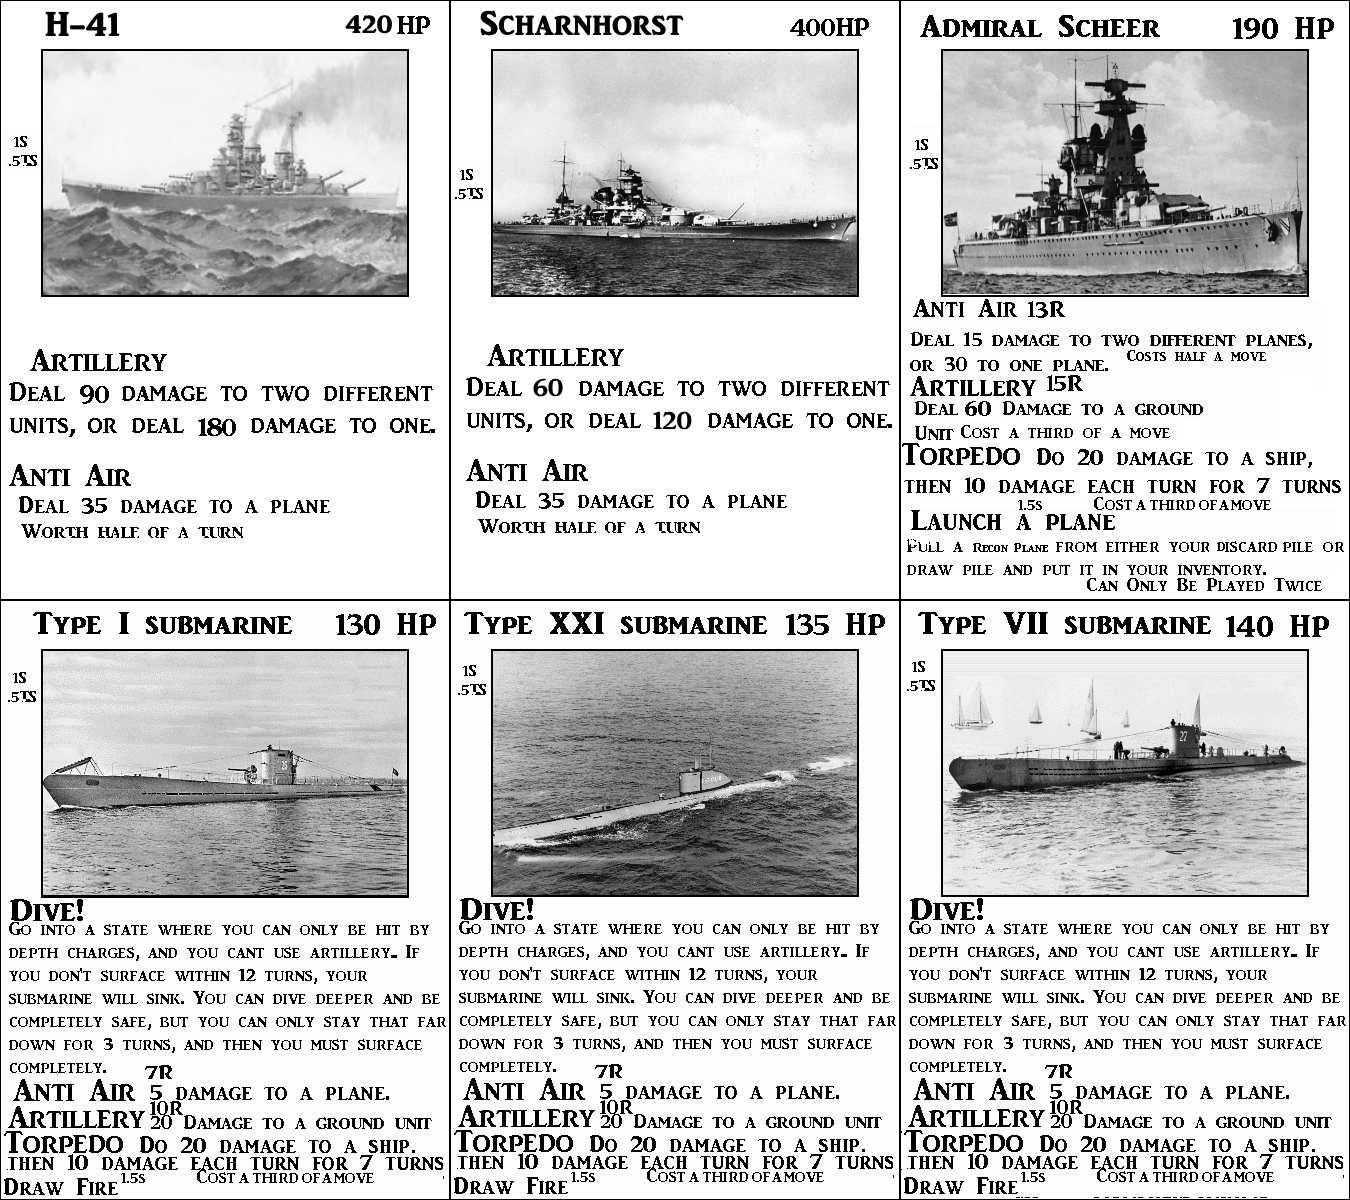 H-41 420 HP
1S
.5TS
Artillery
Deal 90 damage to two different
units, or deal 180 damage to one.
Anti Air
Deal 35 damage to a plane
Worth half of a turn
Scharnhorst 400HP
1S
.5TS
Artillery
Deal 60 damage to two different
units, or deal 120 damage to one.
Anti Air
Deal 35 damage to a plane
Worth half of a turn
Admiral Scheer 190 HP
1S
.5TS
Anti Air 13R
Deal 15 damage to two different planes,
or 30 to one plane. Costs half a move
Artillery 15R
Deal 60 Damage to a ground
Unit Cost a third of a move
Torpedo Do 20 damage to a ship,
then 10 damage each turn for 7 turns
1.5S Cost a third of a move
Launch a plane
Pull a Recon Plane from either your discard pile or
draw pile and put it in your inventory.
Can Only Be Played Twice
Type I submarine 130 HP
1S
.5TS
25
Dive!
Go into a state where you can only be hit by
depth charges, and you cant use artillery. If
you don't surface within 12 turns, your
submarine will sink. You can dive deeper and be
completely safe, but you can only stay that far
down for 3 turns, and then you must surface
completely.
7R
Anti Air 5 damage to a plane.
10R
Artillery 20 Damage to a ground unit
Torpedo Do 20 damage to a ship.
then 10 damage each turn for 7 turns
Draw Fire 1.5S Cost a third of a move
Type XXI submarine 135 HP
1S
.5TS
Dive!
Go into a state where you can only be hit by
depth charges, and you cant use artillery. If
you don't surface within 12 turns, your
submarine will sink. You can dive deeper and be
completely safe, but you can only stay that far
down for 3 turns, and then you must surface
completely.
7R
Anti Air 5 damage to a plane.
10R
Artillery 20 Damage to a ground unit
Torpedo Do 20 damage to a ship.
then 10 damage each turn for 7 turns
Draw Fire 1.5S Cost a third of a move
Type VII submarine 140 HP
1S
.5TS
27
Dive!
Go into a state where you can only be hit by
depth charges, and you cant use artillery. If
you don't surface within 12 turns, your
submarine will sink. You can dive deeper and be
completely safe, but you can only stay that far
down for 3 turns, and then you must surface
completely.
7R
Anti Air 5 damage to a plane.
10R
Artillery 20 Damage to a ground unit
Torpedo Do 20 damage to a ship.
then 10 damage each turn for 7 turns
Draw Fire 1.5S Cost a third of a move